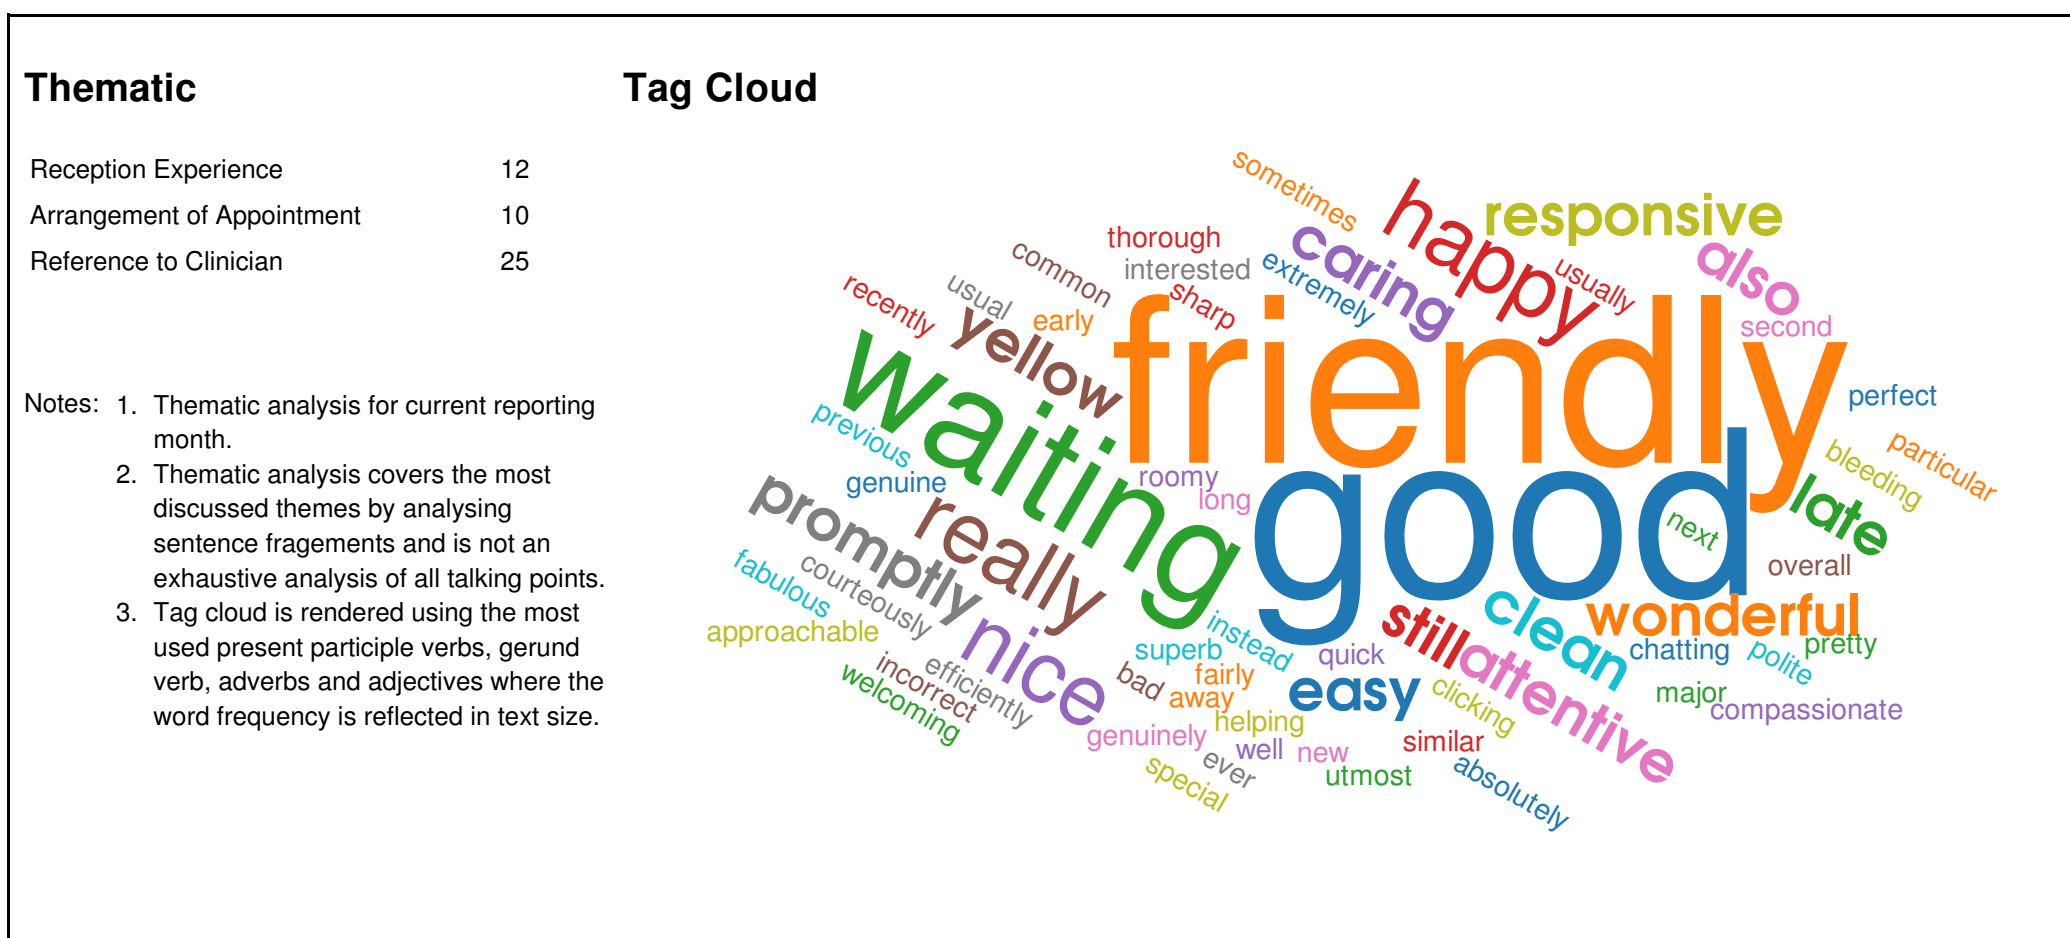 Thematic
Reception Experience 12
Arrangement of Appointment 10
Reference to Clinician 25
Notes: 1. Thematic analysis for current reporting
month.
2. Thematic analysis covers the most
discussed themes by analysing
sentence fragements and is not an
exhaustive analysis of all talking points.
3. Tag cloud is rendered using the most
used present participle verbs, gerund
verb, adverbs and adjectives where the
word frequency is reflected in text size.
Tag Cloud
sometimes
happy
responsive
caring
also
thorough
common
interested
extremely
usually
usual
recently
early
sharp
yellow
friendly
second
waiting
perfect
previous
particular
bleeding
genuine
roomy
long
good
late
promptly
really
next
overall
fabulous
courteously
clean
wonderful
still
attentive
approachable
nice
instead
superb
quick
chatting
polite
pretty
incorrect
efficiently
welcoming
bad
fairly
away
easy
clicking
major
compassionate
helping
genuinely
well
new
similar
ever
special
utmost
absolutely